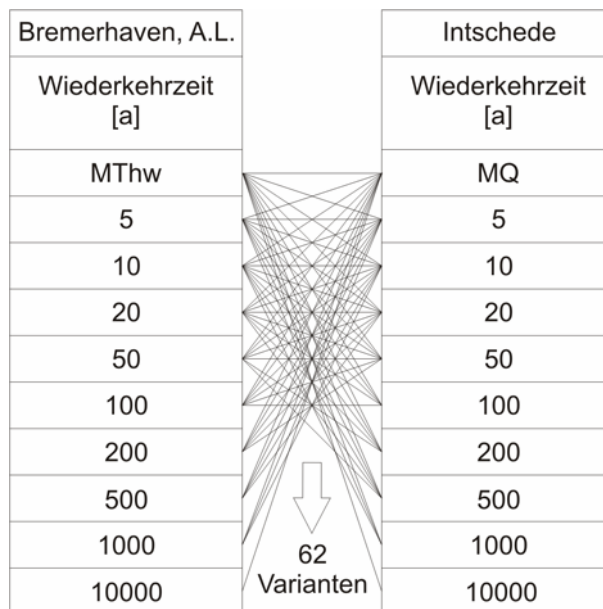 Bremerhaven, A.L. Intschede
Wiederkehrzeit Wiederkehrzeit
[a] [a]
MThw MQ
5 5
10 10
20 20
50 50
100 100
200 200
500 500
1000 1000
62
Varianten
10000 10000